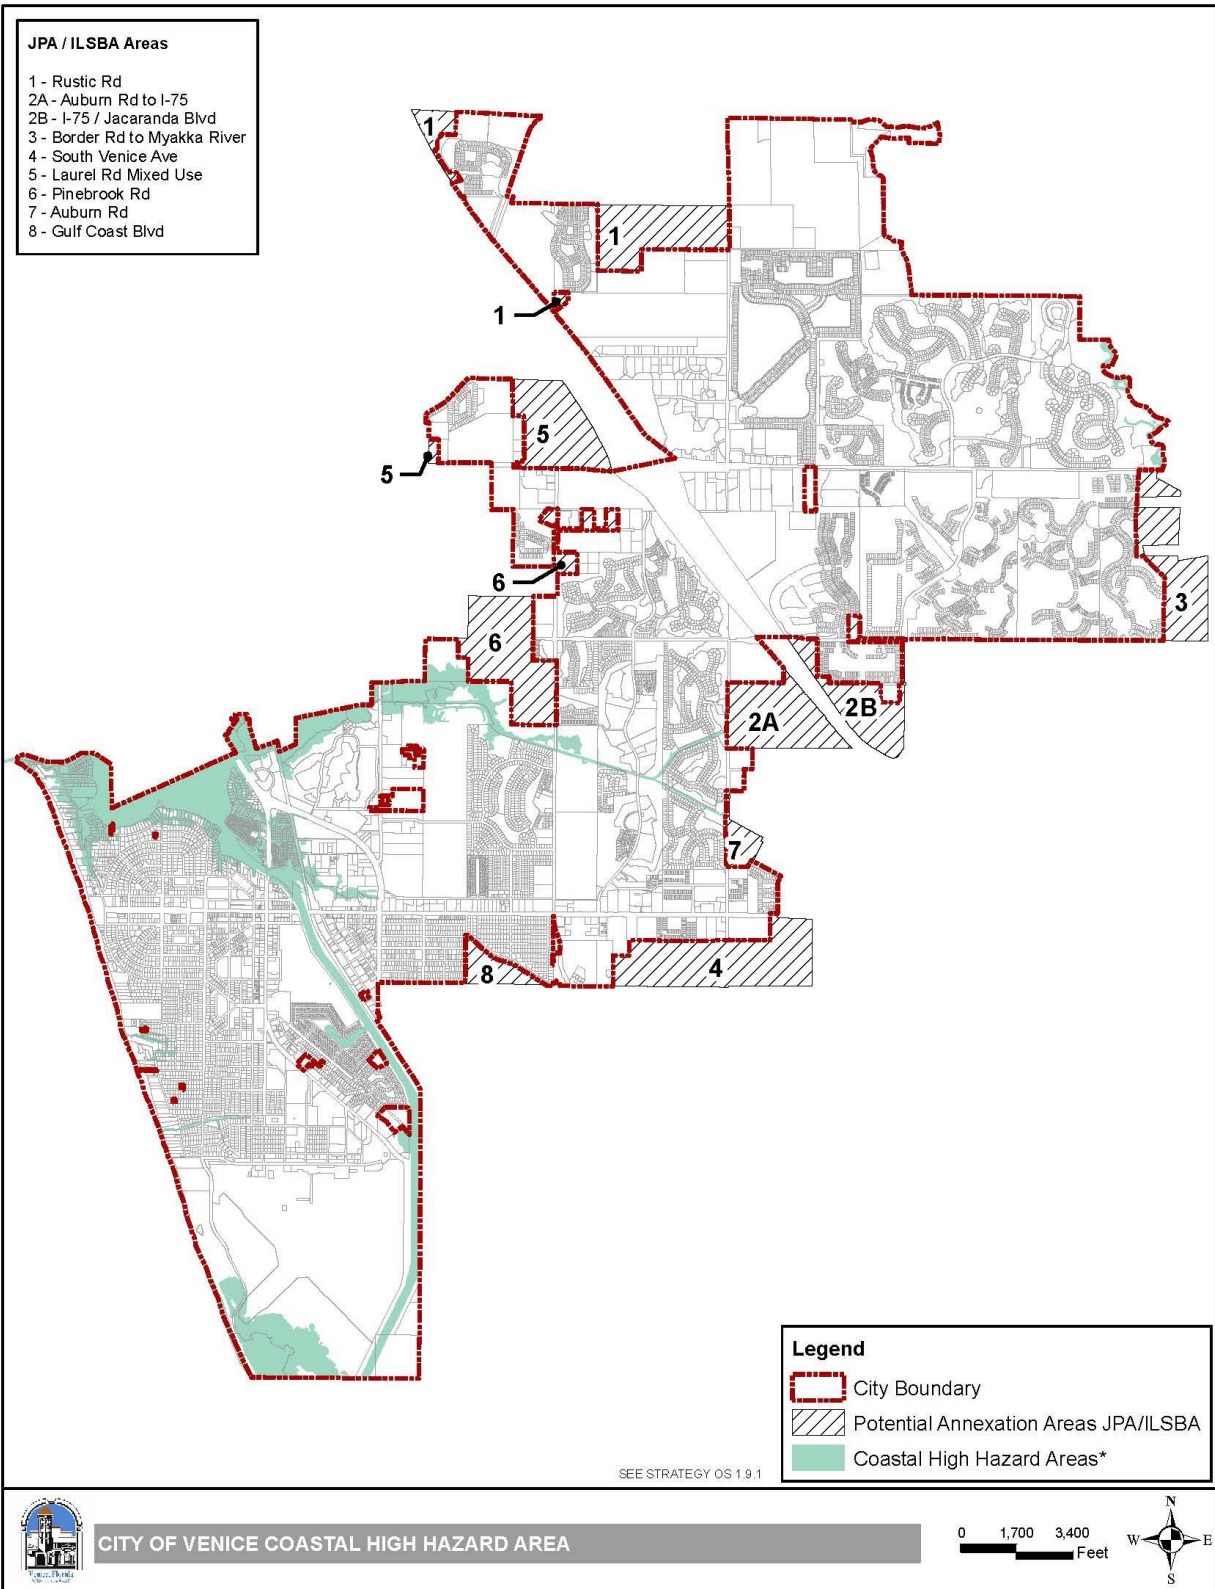 JPA / ILSBA Areas
1 - Rustic Rd
2A - Auburn Rd to I-75
2B - I-75 / Jacaranda Blvd
3 - Border Rd to Myakka River
4 - South Venice Ave
5 - Laurel Rd Mixed Use
6 - Pinebrook Rd
7 - Auburn Rd
8 - Gulf Coast Blvd
1
1
1
5
5
6
3
6
2A
2B
7
8
4
Legend
City Boundary
Potential Annexation Areas JPA/ILSBA
Coastal High Hazard Areas*
SEE STRATEGY OS 1.9.1
CITY OF VENICE COASTAL HIGH HAZARD AREA
Venice, Florida
0 1,700 3,400
Feet
N
W E
S